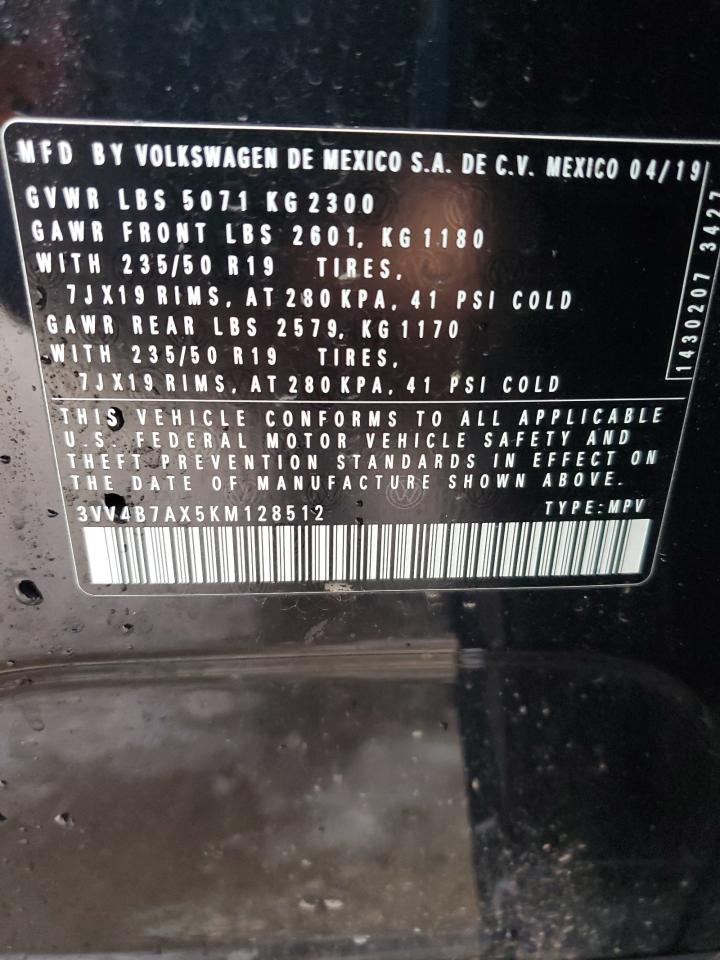 MFD BY VOLKSWAGEN DE MEXICO S.A. DE C.V. MEXICO 04/19
GVWR LBS 5071 KG 2300
GAWR FRONT LBS 2601, KG 1180
WITH 235/50 R19 TIRES,
7JX19 RIMS, AT 280 KPA, 41 PSI COLD
GAWR REAR LBS 2579, KG 1170
WITH 235/50 R19 TIRES,
7JX19 RIMS, AT 280 KPA, 41 PSI COLD
1430207 3427
THIS VEHICLE CONFORMS TO ALL APPLICABLE
U.S. FEDERAL MOTOR VEHICLE SAFETY AND
THEFT PREVENTION STANDARDS IN EFFECT ON
THE DATE OF MANUFACTURE SHOWN ABOVE.
3VV4B7AX5KM128512 TYPE: MPV